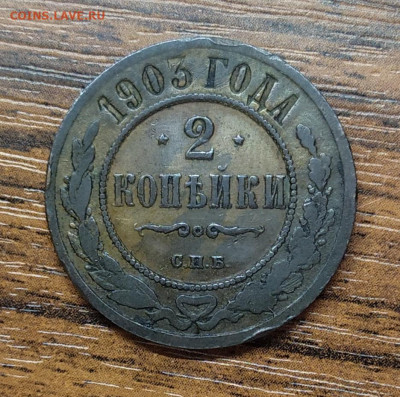 COINS.LAVE.RU
1903 ГОДА
2
КОПѢЙКИ
С.П.Б.